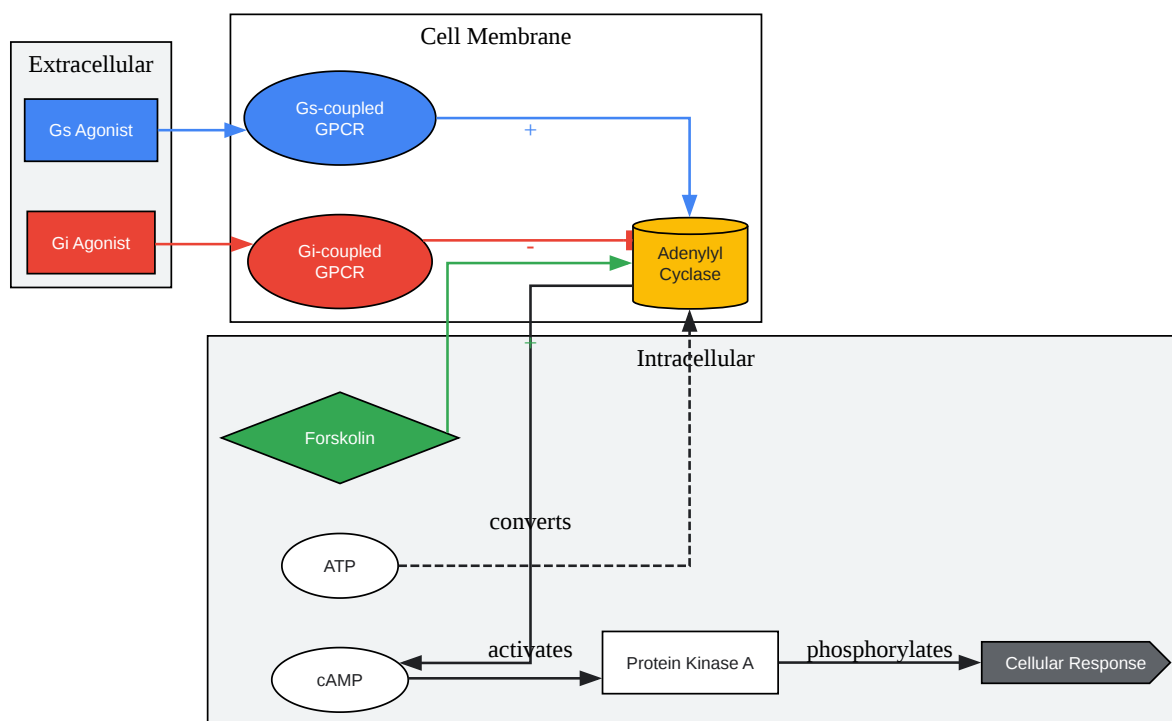 Cell Membrane
Extracellular
Gs Agonist
Gs-coupled
GPCR
+
Gi Agonist
Gi-coupled
GPCR
-
Adenylyl
Cyclase
+
Intracellular
Forskolin
converts
ATP
activates
cAMP
Protein Kinase A
phosphorylates
Cellular Response